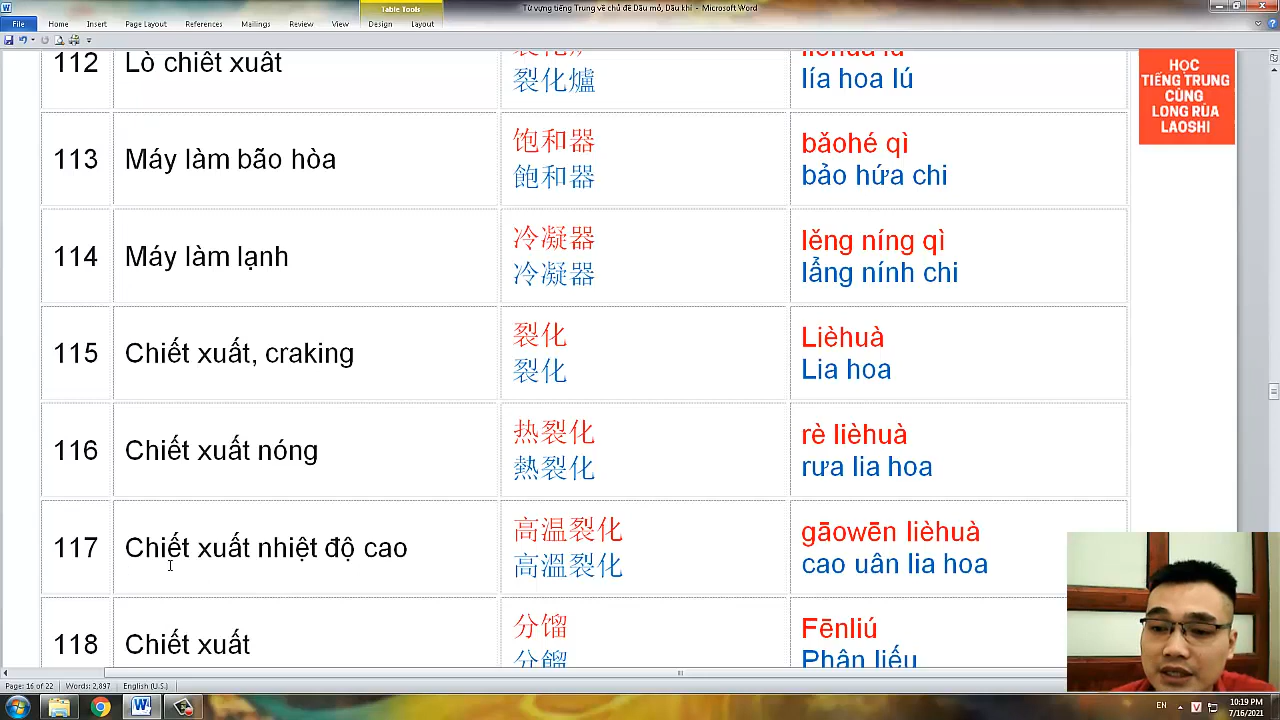 Table Tools
Từ vựng tiếng Trung về chủ đề Dầu mỏ, Dầu khí - Microsoft Word
File Home Insert Page Layout References Mailings Review View Design Layout
112 Lò chiết xuất
裂化爐 lía hoa lú
113 Máy làm bão hòa
饱和器 bǎohé qì
飽和器 bảo hứa chi
114 Máy làm lạnh
冷凝器 lěng níng qì
冷凝器 lẩng nính chi
115 Chiết xuất, craking
裂化 Lièhuà
裂化 Lia hoa
116 Chiết xuất nóng
热裂化 rè lièhuà
熱裂化 rưa lia hoa
117 Chiết xuất nhiệt độ cao
高温裂化 gāowēn lièhuà
高溫裂化 cao uân lia hoa
118 Chiết xuất
分馏 Fēnliú
分餾 Phân liếu
HỌC
TIẾNG TRUNG
CÙNG
LONG RÙA
LAOSHI
Page: 16 of 22 Words: 2,897 English (U.S.)
EN
10:19 PM
7/16/2021